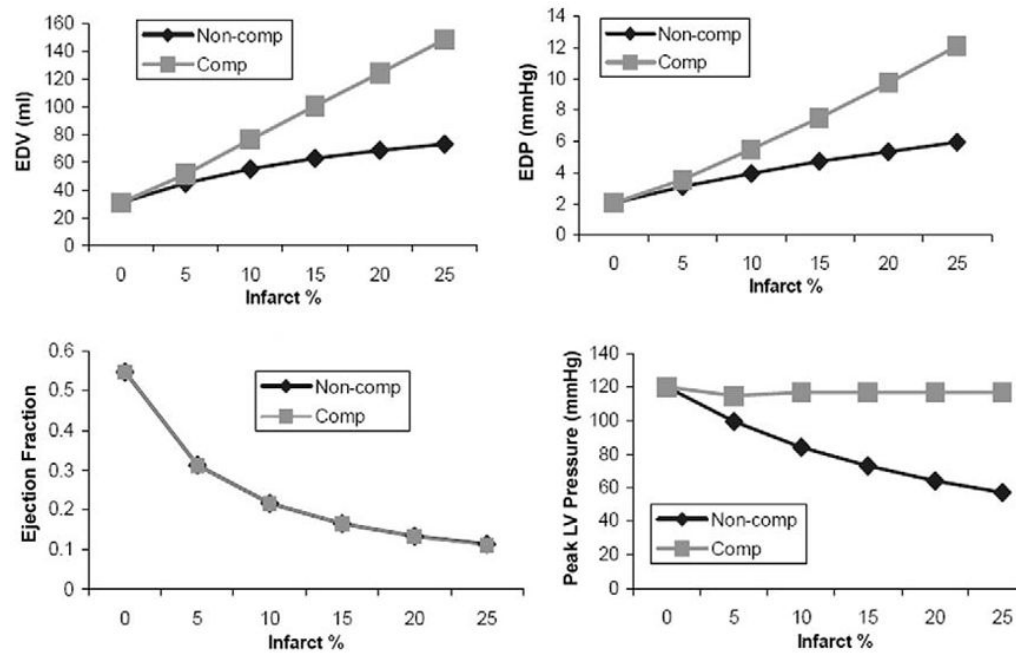 160
140
120
100
80
60
40
20
0
EDV (ml)
Non-comp
Comp
0 5 10 15 20 25
Infarct %
14
12
10
8
6
4
2
0
EDP (mmHg)
Non-comp
Comp
0 5 10 15 20 25
Infarct %
0.6
0.5
0.4
0.3
0.2
0.1
0
Ejection Fraction
Non-comp
Comp
0 5 10 15 20 25
Infarct %
140
120
100
80
60
40
20
0
Peak LV Pressure (mmHg)
Non-comp
Comp
0 5 10 15 20 25
Infarct %